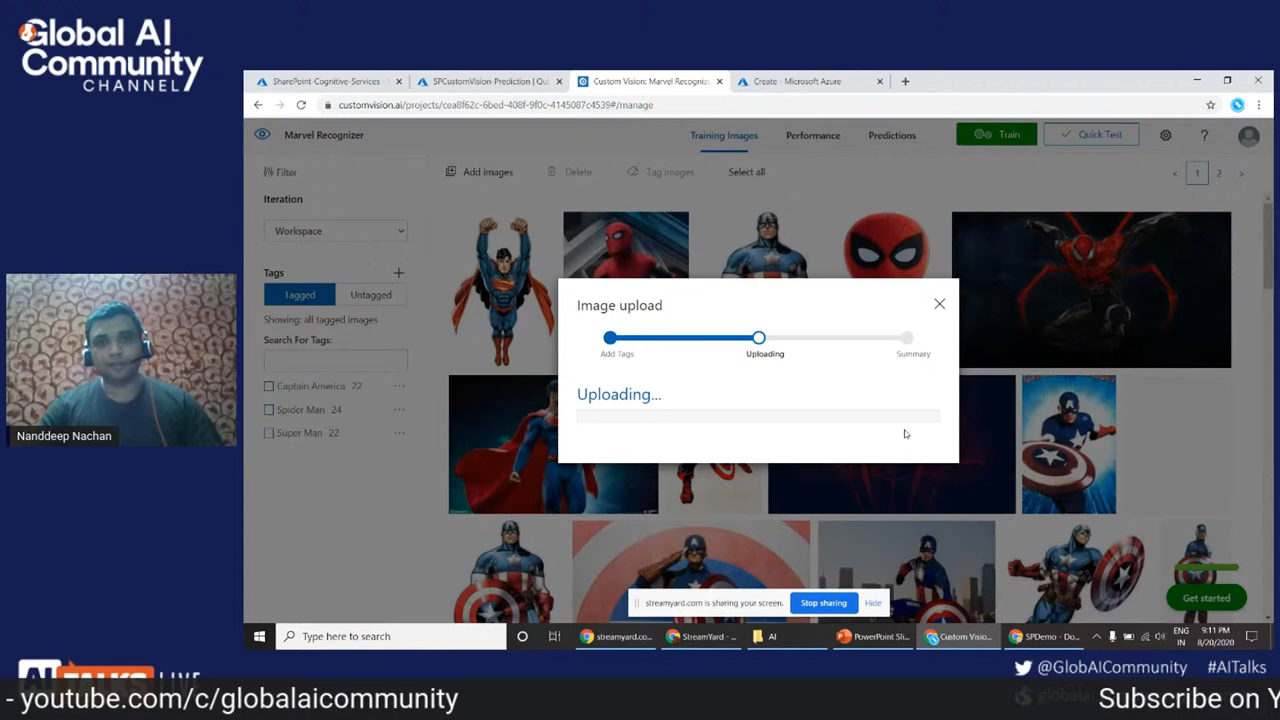 Global AI
Community
CHANNEL
SharePoint-Cognitive-Services -
SPCustomVision-Prediction | Qui
Custom Vision: Marvel Recogniz
Create - Microsoft Azure
customvision.ai/projects/cea8f62c-6bed-408f-9f0c-4145087c4539#/manage
Marvel Recognizer
Training Images
Performance
Predictions
Train
Quick Test
Filter
Add images
Delete
Tag images
Select all
1
2
Iteration
Workspace
Tags
Tagged
Untagged
Showing: all tagged images
Search For Tags:
Captain America 22
Spider Man 24
Super Man 22
Image upload
Add Tags
Uploading
Summary
Uploading...
Nanddeep Nachan
streamyard.com is sharing your screen.
Stop sharing
Hide
Get started
Type here to search
streamyard.co...
StreamYard - ...
AI
PowerPoint Sli...
Custom Visio...
SPDemo - Do...
ENG
IN
9:11 PM
8/20/2020
@GlobAICommunity
#AITalks
- youtube.com/c/globalaicommunity
Subscribe on Y